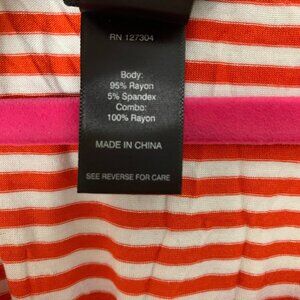 RN 127304
Body:
95% Rayon
5% Spandex
Combo:
100% Rayon
MADE IN CHINA
SEE REVERSE FOR CARE